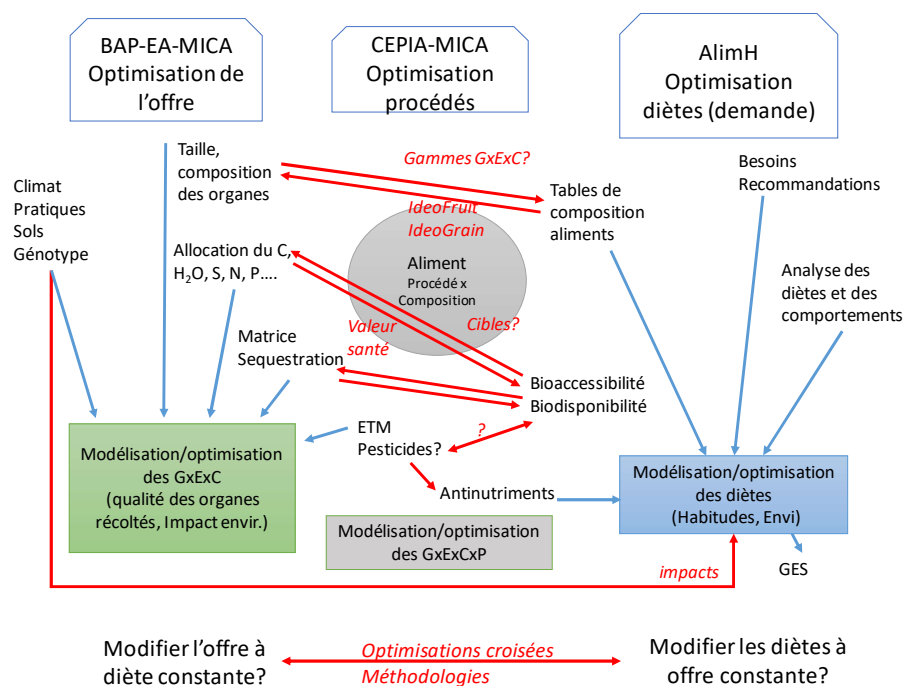 BAP-EA-MICA
Optimisation de
l'offre
CEPIA-MICA
Optimisation
procédés
AlimH
Optimisation
diètes (demande)
Climat
Pratiques
Sols
Génotype
Taille,
composition
des organes
Gammes GxExC?
IdeoFruit
IdeoGrain
Tables de
composition
aliments
Besoins
Recommandations
Allocation du C,
H₂O, S, N, P....
Aliment
Procédé x
Composition
Analyse des
diètes et des
comportements
Valeur
santé
Cibles?
Matrice
Sequestration
Bioaccessibilité
Biodisponibilité
ETM
Pesticides?
?
Antinutriments
Modélisation/optimisation
des GxExC
(qualité des organes
récoltés, Impact envir.)
Modélisation/optimisation
des GxExCxP
Modélisation/optimisation
des diètes
(Habitudes, Envi)
impacts
GES
Modifier l'offre à
diète constante?
Optimisations croisées
Méthodologies
Modifier les diètes à
offre constante?